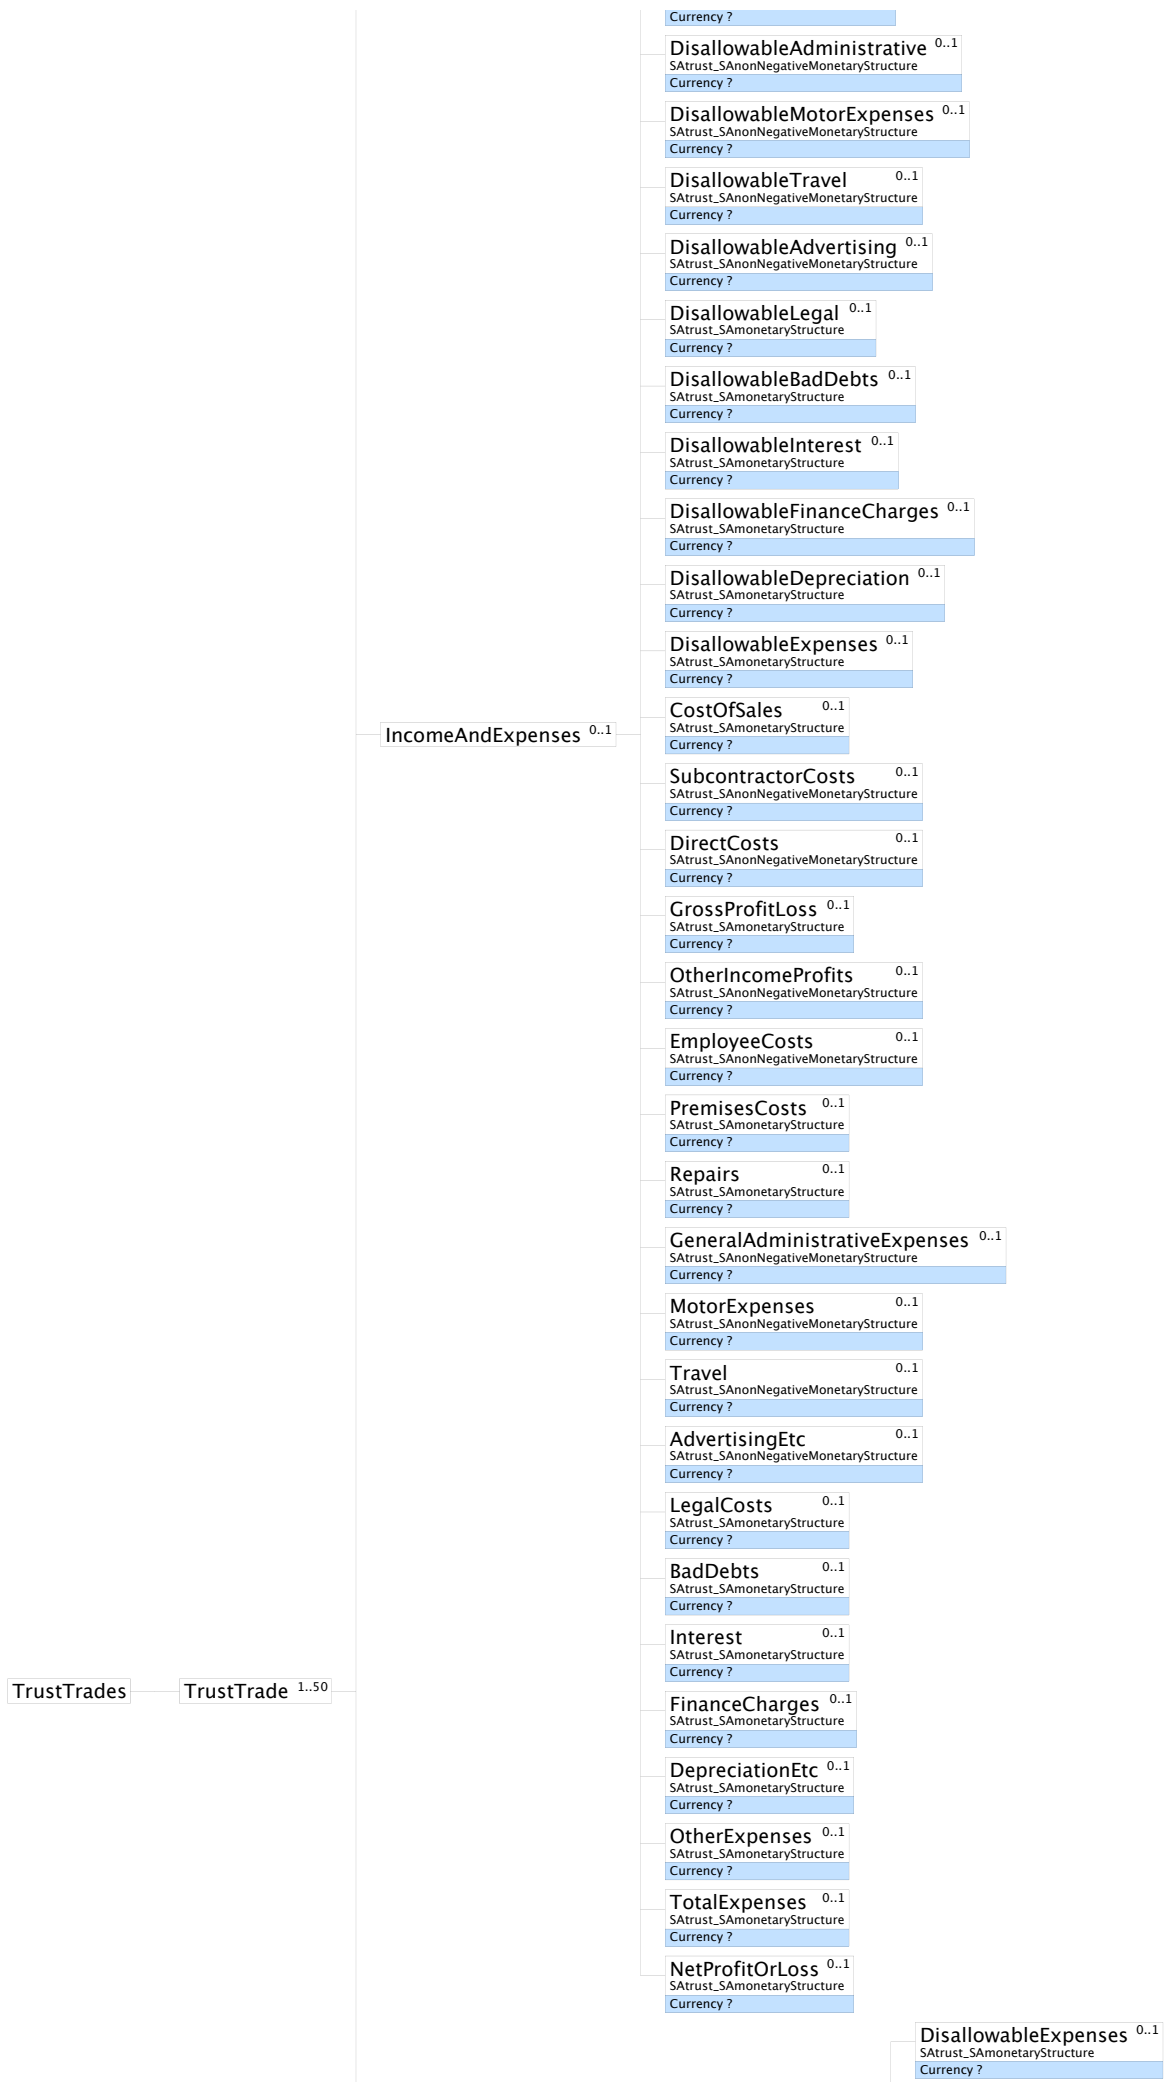 Currency ?
DisallowableAdministrative 0..1
SAtrust_SAnonNegativeMonetaryStructure
Currency ?
DisallowableMotorExpenses 0..1
SAtrust_SAnonNegativeMonetaryStructure
Currency ?
DisallowableTravel 0..1
SAtrust_SAnonNegativeMonetaryStructure
Currency ?
DisallowableAdvertising 0..1
SAtrust_SAnonNegativeMonetaryStructure
Currency ?
DisallowableLegal 0..1
SAtrust_SAmonetaryStructure
Currency ?
DisallowableBadDebts 0..1
SAtrust_SAmonetaryStructure
Currency ?
DisallowableInterest 0..1
SAtrust_SAmonetaryStructure
Currency ?
DisallowableFinanceCharges 0..1
SAtrust_SAmonetaryStructure
Currency ?
DisallowableDepreciation 0..1
SAtrust_SAmonetaryStructure
Currency ?
DisallowableExpenses 0..1
SAtrust_SAmonetaryStructure
Currency ?
CostOfSales 0..1
SAtrust_SAmonetaryStructure
IncomeAndExpenses 0..1
Currency ?
SubcontractorCosts 0..1
SAtrust_SAnonNegativeMonetaryStructure
Currency ?
DirectCosts 0..1
SAtrust_SAnonNegativeMonetaryStructure
Currency ?
GrossProfitLoss 0..1
SAtrust_SAmonetaryStructure
Currency ?
OtherIncomeProfits 0..1
SAtrust_SAnonNegativeMonetaryStructure
Currency ?
EmployeeCosts 0..1
SAtrust_SAnonNegativeMonetaryStructure
Currency ?
PremisesCosts 0..1
SAtrust_SAmonetaryStructure
Currency ?
Repairs 0..1
SAtrust_SAmonetaryStructure
Currency ?
GeneralAdministrativeExpenses 0..1
SAtrust_SAnonNegativeMonetaryStructure
Currency ?
MotorExpenses 0..1
SAtrust_SAnonNegativeMonetaryStructure
Currency ?
Travel 0..1
SAtrust_SAnonNegativeMonetaryStructure
Currency ?
AdvertisingEtc 0..1
SAtrust_SAnonNegativeMonetaryStructure
Currency ?
LegalCosts 0..1
SAtrust_SAmonetaryStructure
Currency ?
BadDebts 0..1
SAtrust_SAmonetaryStructure
Currency ?
Interest 0..1
SAtrust_SAmonetaryStructure
Currency ?
TrustTrades
TrustTrade 1..50
FinanceCharges 0..1
SAtrust_SAmonetaryStructure
Currency ?
DepreciationEtc 0..1
SAtrust_SAmonetaryStructure
Currency ?
OtherExpenses 0..1
SAtrust_SAmonetaryStructure
Currency ?
TotalExpenses 0..1
SAtrust_SAmonetaryStructure
Currency ?
NetProfitOrLoss 0..1
SAtrust_SAmonetaryStructure
Currency ?
DisallowableExpenses 0..1
SAtrust_SAmonetaryStructure
Currency ?